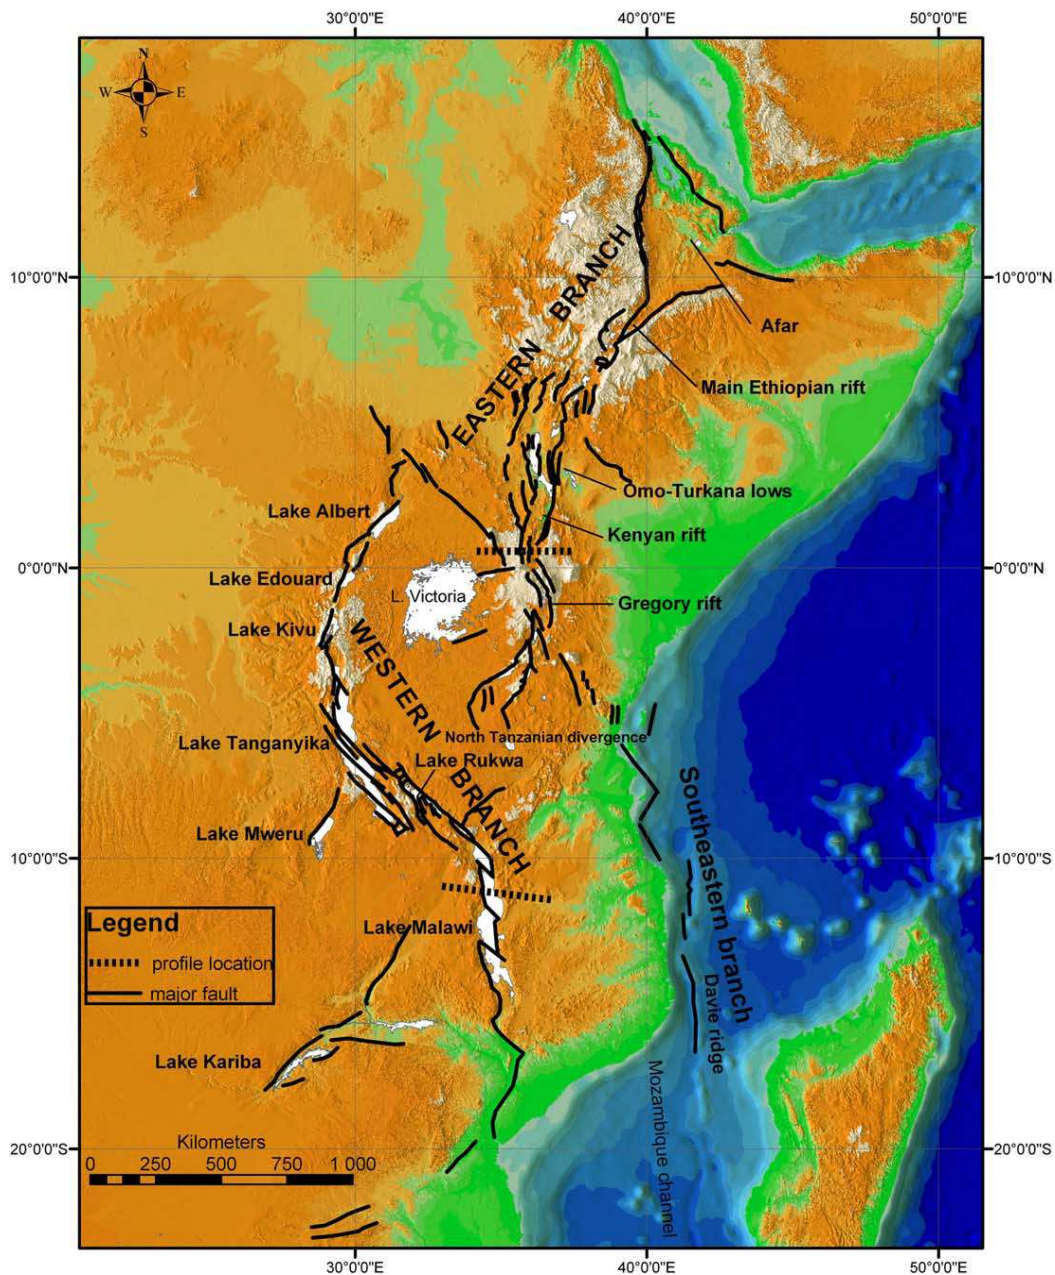 30°0'0"E
40°0'0"E
50°0'0"E
N
W
E
S
EASTERN BRANCH
10°0'0"N
10°0'0"N
Afar
Main Ethiopian rift
Omo-Turkana lows
Lake Albert
Kenyan rift
0°0'0"N
0°0'0"N
Lake Edouard
L. Victoria
Gregory rift
Lake Kivu
WESTERN BRANCH
North Tanzanian divergence
Lake Tanganyika
Lake Rukwa
Southeastern branch
Lake Mweru
10°0'0"S
10°0'0"S
Legend
profile location
major fault
Lake Malawi
Davie ridge
Lake Kariba
Mozambique channel
Kilometers
0 250 500 750 1 000
20°0'0"S
20°0'0"S
30°0'0"E
40°0'0"E
50°0'0"E